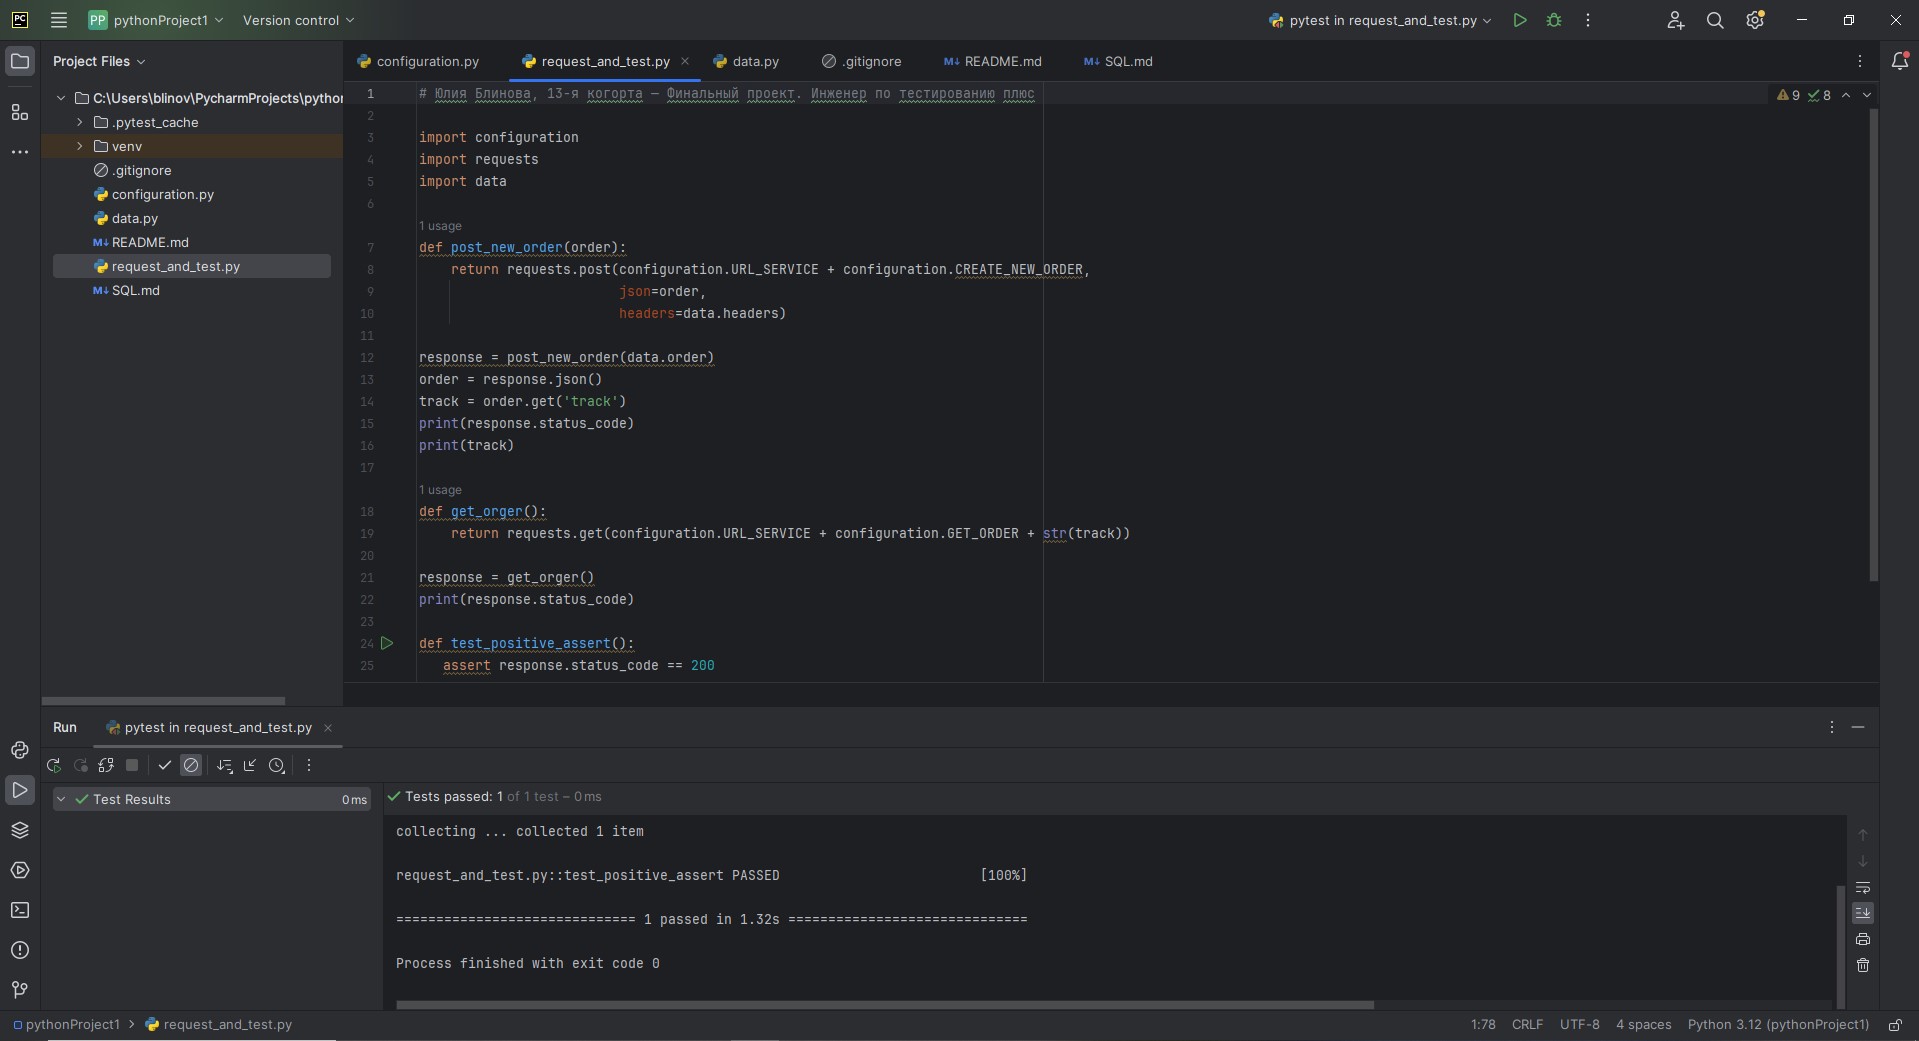 PC
PP pythonProject1
Version control
pytest in request_and_test.py
Project Files
C:\Users\blinov\PycharmProjects\pythor
.pytest_cache
venv
.gitignore
configuration.py
data.py
M↓ README.md
request_and_test.py
M↓ SQL.md
configuration.py
request_and_test.py
data.py
.gitignore
M↓ README.md
M↓ SQL.md
9 8
1 # Юлия Блинова, 13-я когорта — Финальный проект. Инженер по тестированию плюс
2
3 import configuration
4 import requests
5 import data
6
1 usage
7 def post_new_order(order):
8 return requests.post(configuration.URL_SERVICE + configuration.CREATE_NEW_ORDER,
9 json=order,
10 headers=data.headers)
11
12 response = post_new_order(data.order)
13 order = response.json()
14 track = order.get('track')
15 print(response.status_code)
16 print(track)
17
1 usage
18 def get_orger():
19 return requests.get(configuration.URL_SERVICE + configuration.GET_ORDER + str(track))
20
21 response = get_orger()
22 print(response.status_code)
23
24 def test_positive_assert():
25 assert response.status_code == 200
Run
pytest in request_and_test.py
Test Results 0 ms
Tests passed: 1 of 1 test – 0 ms
collecting ... collected 1 item
request_and_test.py::test_positive_assert PASSED [100%]
============================== 1 passed in 1.32s ==============================
Process finished with exit code 0
pythonProject1 > request_and_test.py
1:78 CRLF UTF-8 4 spaces Python 3.12 (pythonProject1)